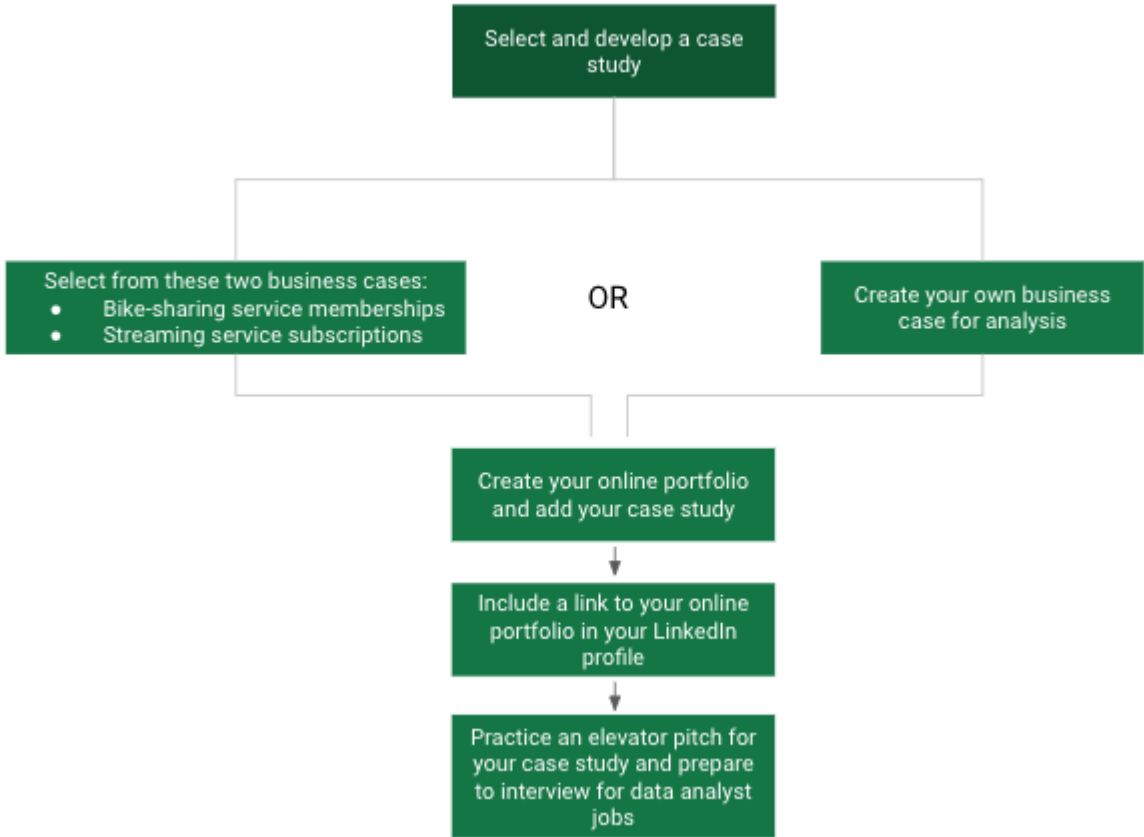 Select and develop a case
study
Select from these two business cases:
● Bike-sharing service memberships
● Streaming service subscriptions
OR
Create your own business
case for analysis
Create your online portfolio
and add your case study
Include a link to your online
portfolio in your LinkedIn
profile
Practice an elevator pitch for
your case study and prepare
to interview for data analyst
jobs